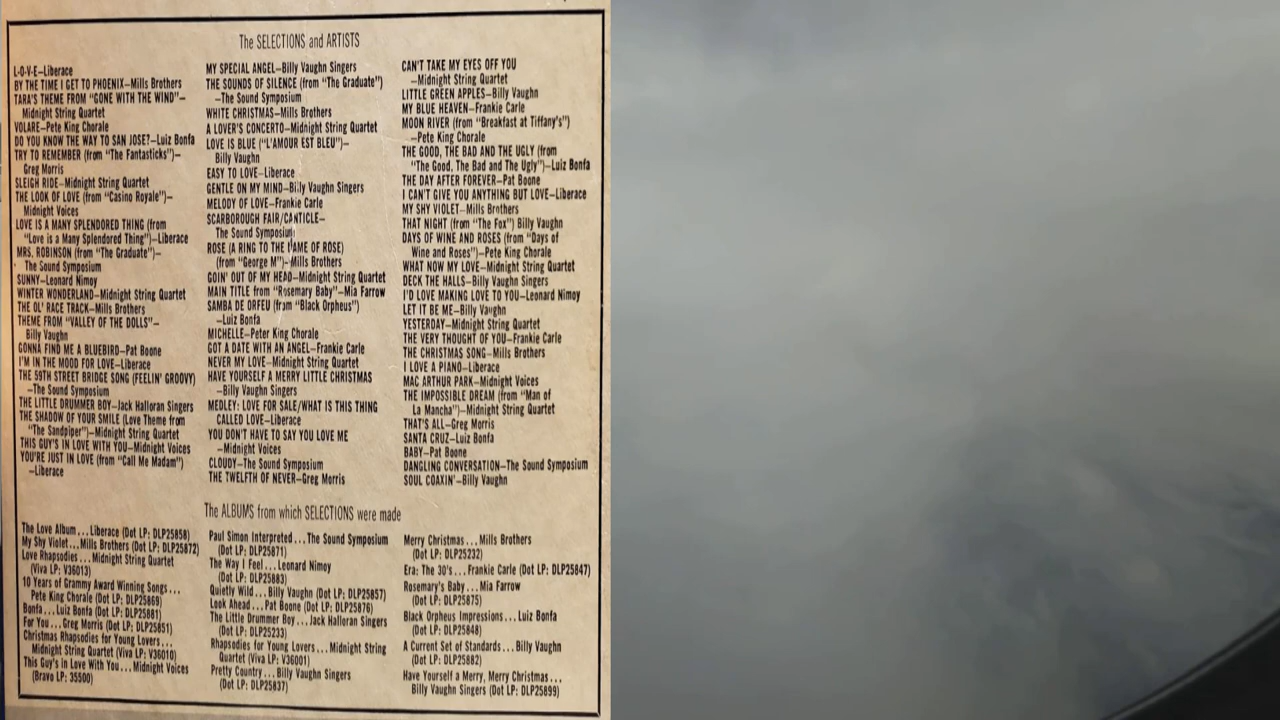 The SELECTIONS and ARTISTS
L-O-V-E—Liberace
BY THE TIME I GET TO PHOENIX—Mills Brothers
TARA'S THEME FROM "GONE WITH THE WIND"—
Midnight String Quartet
VOLARE—Pete King Chorale
DO YOU KNOW THE WAY TO SAN JOSE?—Luiz Bonfa
TRY TO REMEMBER (from "The Fantasticks")—
Greg Morris
SLEIGH RIDE—Midnight String Quartet
THE LOOK OF LOVE (from "Casino Royale")—
Midnight Voices
LOVE IS A MANY SPLENDORED THING (from
"Love is a Many Splendored Thing")—Liberace
MRS. ROBINSON (from "The Graduate")—
The Sound Symposium
SUNNY—Leonard Nimoy
WINTER WONDERLAND—Midnight String Quartet
THE OL' RACE TRACK—Mills Brothers
THEME FROM "VALLEY OF THE DOLLS"—
Billy Vaughn
GONNA FIND ME A BLUEBIRD—Pat Boone
I'M IN THE MOOD FOR LOVE—Liberace
THE 59TH STREET BRIDGE SONG (FEELIN' GROOVY)
—The Sound Symposium
THE LITTLE DRUMMER BOY—Jack Halloran Singers
THE SHADOW OF YOUR SMILE (Love Theme from
"The Sandpiper")—Midnight String Quartet
THIS GUY'S IN LOVE WITH YOU—Midnight Voices
YOU'RE JUST IN LOVE (from "Call Me Madam")
—Liberace
MY SPECIAL ANGEL—Billy Vaughn Singers
THE SOUNDS OF SILENCE (from "The Graduate")
—The Sound Symposium
WHITE CHRISTMAS—Mills Brothers
A LOVER'S CONCERTO—Midnight String Quartet
LOVE IS BLUE ("L'AMOUR EST BLEU")—
Billy Vaughn
EASY TO LOVE—Liberace
GENTLE ON MY MIND—Billy Vaughn Singers
MELODY OF LOVE—Frankie Carle
SCARBOROUGH FAIR/CANTICLE—
The Sound Symposium
ROSE (A RING TO THE NAME OF ROSE)
(from "George M")—Mills Brothers
GOIN' OUT OF MY HEAD—Midnight String Quartet
MAIN TITLE from "Rosemary Baby"—Mia Farrow
SAMBA DE ORFEU (from "Black Orpheus")
—Luiz Bonfa
MICHELLE—Peter King Chorale
GOT A DATE WITH AN ANGEL—Frankie Carle
NEVER MY LOVE—Midnight String Quartet
HAVE YOURSELF A MERRY LITTLE CHRISTMAS
—Billy Vaughn Singers
MEDLEY: LOVE FOR SALE/WHAT IS THIS THING
CALLED LOVE—Liberace
YOU DON'T HAVE TO SAY YOU LOVE ME
—Midnight Voices
CLOUDY—The Sound Symposium
THE TWELFTH OF NEVER—Greg Morris
CAN'T TAKE MY EYES OFF YOU
—Midnight String Quartet
LITTLE GREEN APPLES—Billy Vaughn
MY BLUE HEAVEN—Frankie Carle
MOON RIVER (from "Breakfast at Tiffany's")
—Pete King Chorale
THE GOOD, THE BAD AND THE UGLY (from
"The Good, The Bad and The Ugly")—Luiz Bonfa
THE DAY AFTER FOREVER—Pat Boone
I CAN'T GIVE YOU ANYTHING BUT LOVE—Liberace
MY SHY VIOLET—Mills Brothers
THAT NIGHT (from "The Fox") Billy Vaughn
DAYS OF WINE AND ROSES (from "Days of
Wine and Roses")—Pete King Chorale
WHAT NOW MY LOVE—Midnight String Quartet
DECK THE HALLS—Billy Vaughn Singers
I'D LOVE MAKING LOVE TO YOU—Leonard Nimoy
LET IT BE ME—Billy Vaughn
YESTERDAY—Midnight String Quartet
THE VERY THOUGHT OF YOU—Frankie Carle
THE CHRISTMAS SONG—Mills Brothers
I LOVE A PIANO—Liberace
MAC ARTHUR PARK—Midnight Voices
THE IMPOSSIBLE DREAM (from "Man of
La Mancha")—Midnight String Quartet
THAT'S ALL—Greg Morris
SANTA CRUZ—Luiz Bonfa
BABY—Pat Boone
DANGLING CONVERSATION—The Sound Symposium
SOUL COAXIN'—Billy Vaughn
The ALBUMS from which SELECTIONS were made
The Love Album...Liberace (Dot LP: DLP25858)
My Shy Violet...Mills Brothers (Dot LP: DLP25872)
Love Rhapsodies...Midnight String Quartet
(Viva LP: V36013)
10 Years of Grammy Award Winning Songs...
Pete King Chorale (Dot LP: DLP25869)
Bonfa...Luiz Bonfa (Dot LP: DLP25881)
For You...Greg Morris (Dot LP: DLP25851)
Christmas Rhapsodies for Young Lovers...
Midnight String Quartet (Viva LP: V36010)
This Guy's in Love With You...Midnight Voices
(Bravo LP: 35500)
Paul Simon Interpreted...The Sound Symposium
(Dot LP: DLP25871)
The Way I Feel...Leonard Nimoy
(Dot LP: DLP25883)
Quietly Wild...Billy Vaughn (Dot LP: DLP25857)
Look Ahead...Pat Boone (Dot LP: DLP25876)
The Little Drummer Boy...Jack Halloran Singers
(Dot LP: DLP25233)
Rhapsodies for Young Lovers...Midnight String
Quartet (Viva LP: V36001)
Pretty Country...Billy Vaughn Singers
(Dot LP: DLP25837)
Merry Christmas...Mills Brothers
(Dot LP: DLP25232)
Era: The 30's...Frankie Carle (Dot LP: DLP25847)
Rosemary's Baby...Mia Farrow
(Dot LP: DLP25875)
Black Orpheus Impressions...Luiz Bonfa
(Dot LP: DLP25848)
A Current Set of Standards...Billy Vaughn
(Dot LP: DLP25882)
Have Yourself a Merry, Merry Christmas...
Billy Vaughn Singers (Dot LP: DLP25899)